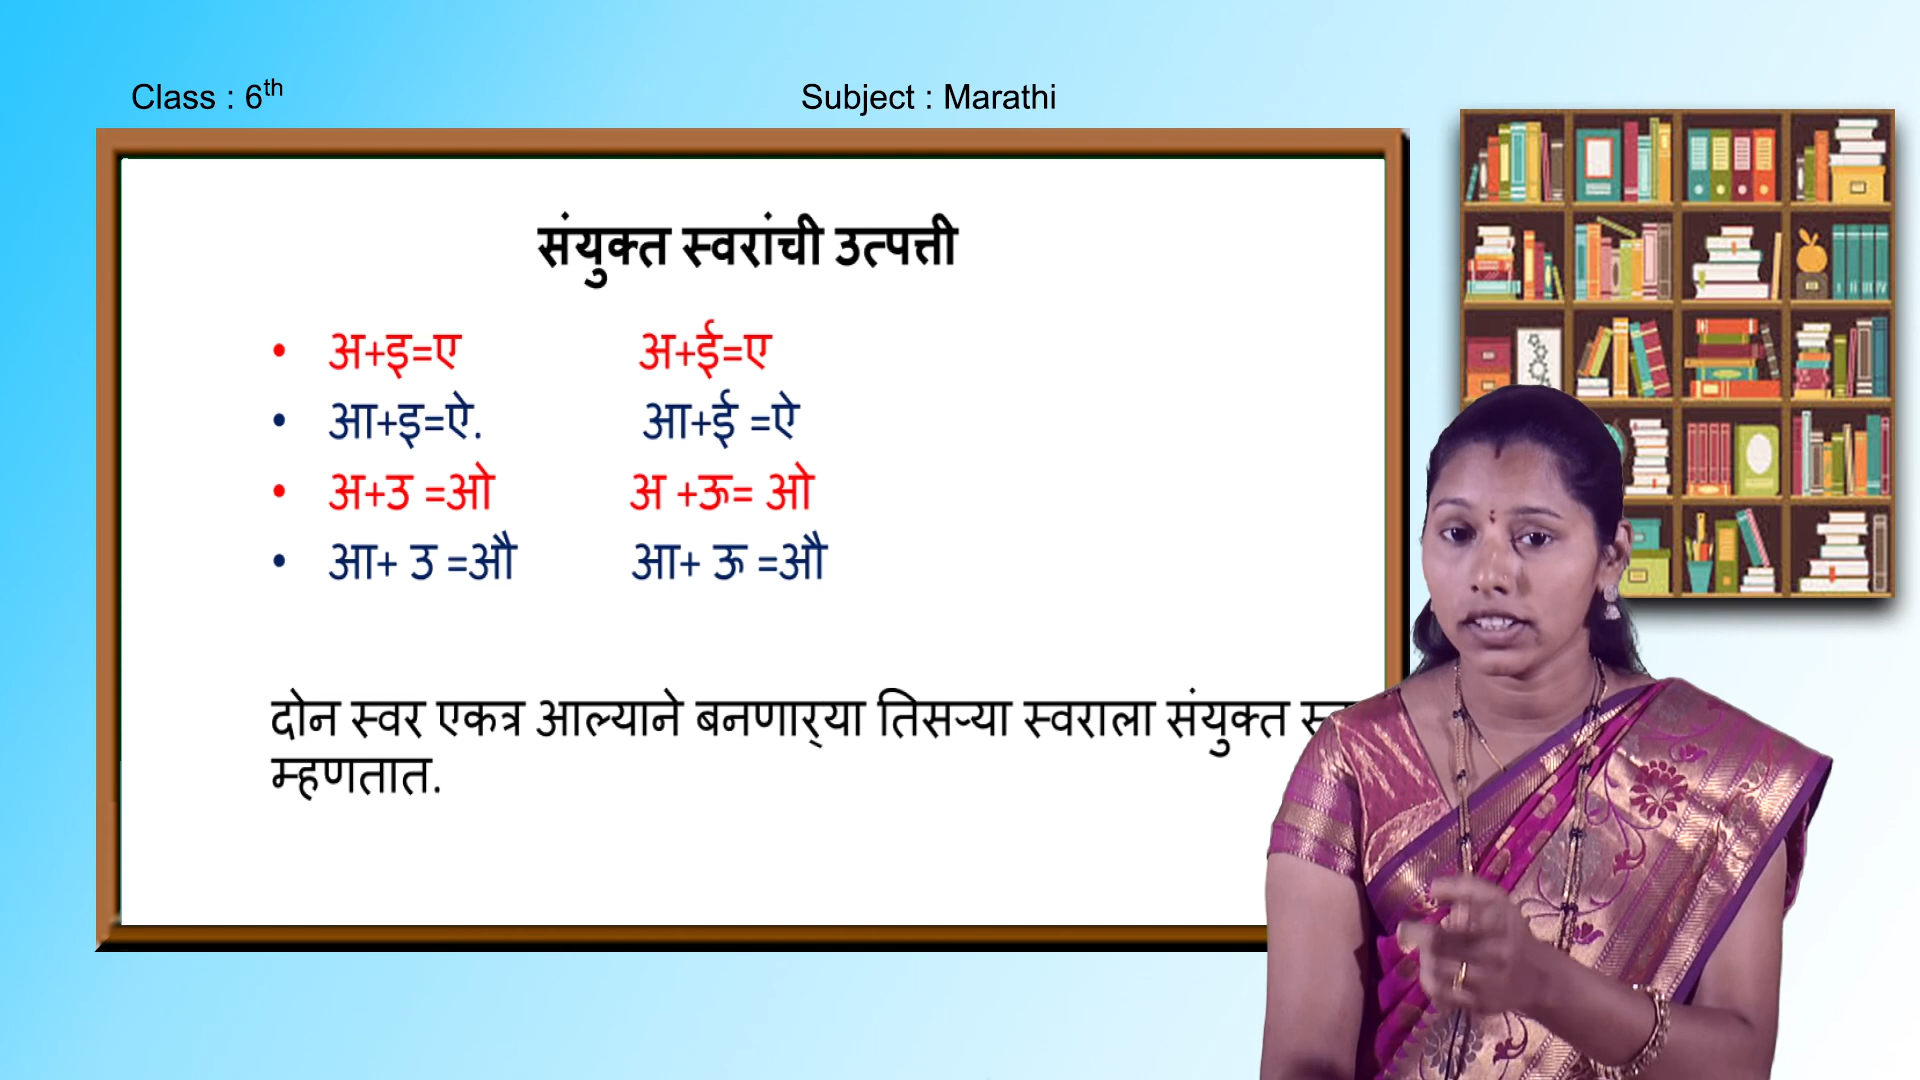 Class : 6th
Subject : Marathi
संयुक्त स्वरांची उत्पत्ती
• अ+इ=ए अ+ई=ए
• आ+इ=ऐ. आ+ई =ऐ
• अ+उ =ओ अ +ऊ= ओ
• आ+ उ =औ आ+ ऊ =औ
दोन स्वर एकत्र आल्याने बनणार्‍या तिसऱ्या स्वराला संयुक्त
म्हणतात.